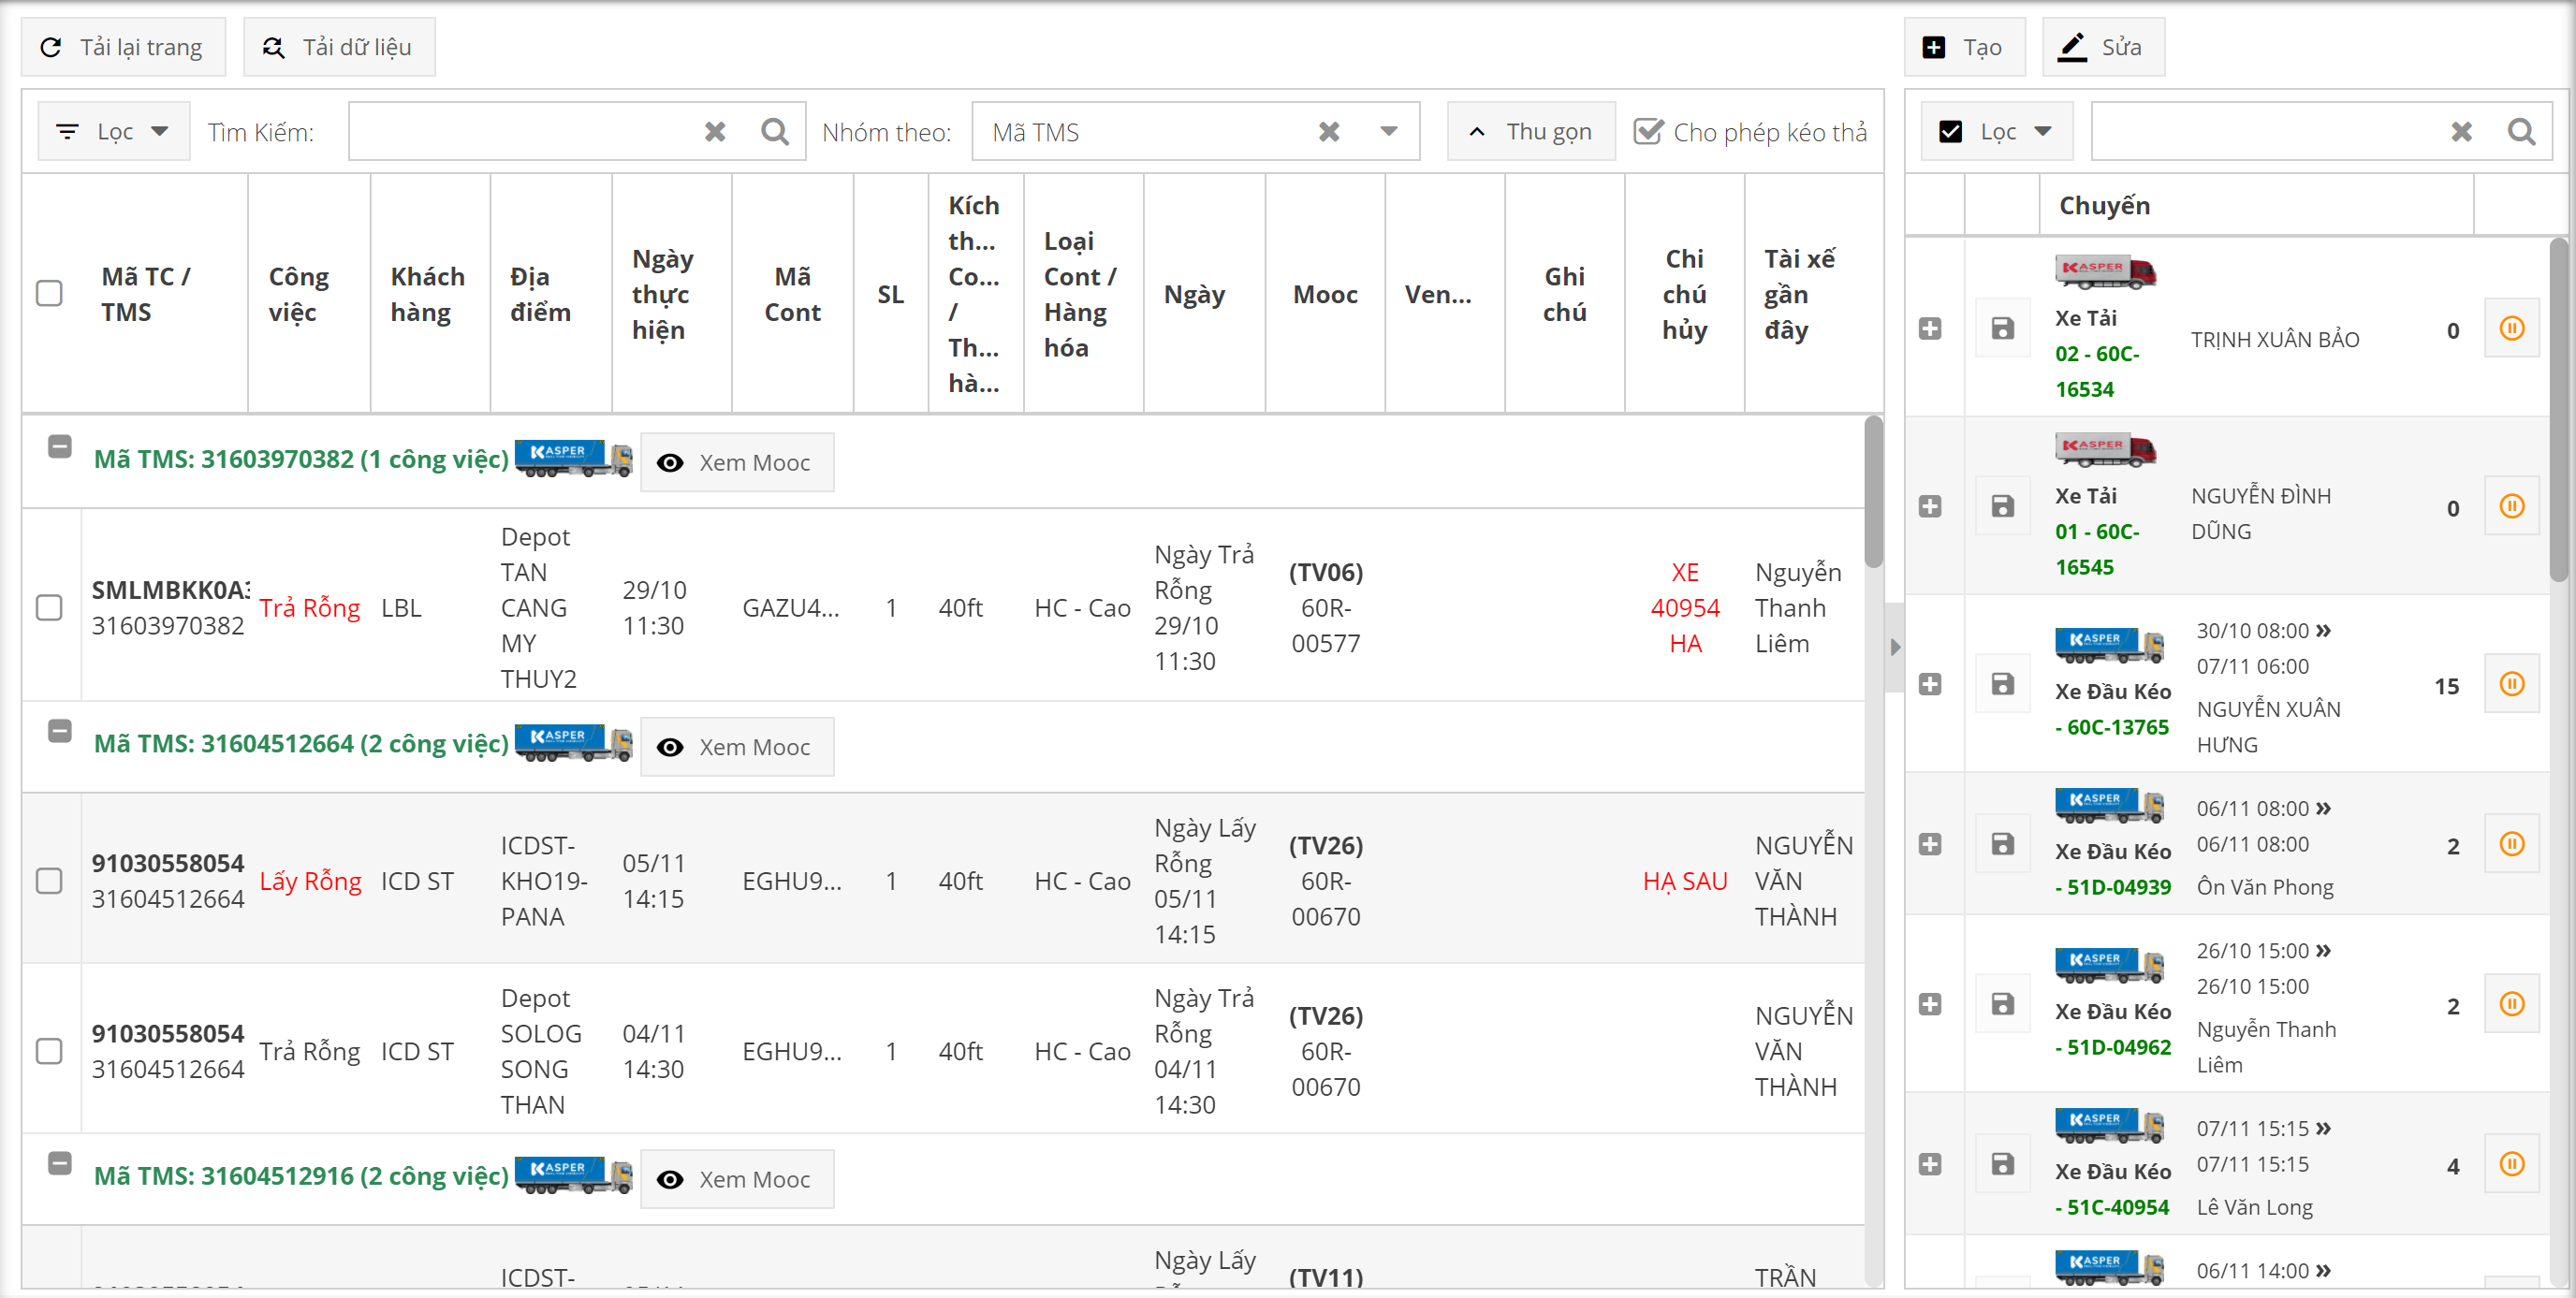 Tải lại trang
Tải dữ liệu
Tạo
Sửa
Lọc
Tìm Kiếm:
Nhóm theo:
Mã TMS
Thu gọn
Cho phép kéo thả
Lọc
Mã TC /
TMS
Công
việc
Khách
hàng
Địa
điểm
Ngày
thực
hiện
Mã
Cont
SL
Kích
th...
Co...
/
Th...
hà...
Loại
Cont /
Hàng
hóa
Ngày
Mooc
Ven...
Ghi
chú
Chi
chú
hủy
Tài xế
gần
đây
Mã TMS: 31603970382 (1 công việc)
KASPER
Xem Mooc
SMLMBKK0A
31603970382
Trả Rỗng
LBL
Depot
TAN
CANG
MY
THUY2
29/10
11:30
GAZU4...
1
40ft
HC - Cao
Ngày Trả
Rỗng
29/10
11:30
(TV06)
60R-
00577
XE
40954
HA
Nguyễn
Thanh
Liêm
Mã TMS: 31604512664 (2 công việc)
KASPER
Xem Mooc
91030558054
31604512664
Lấy Rỗng
ICD ST
ICDST-
KHO19-
PANA
05/11
14:15
EGHU9...
1
40ft
HC - Cao
Ngày Lấy
Rỗng
05/11
14:15
(TV26)
60R-
00670
HẠ SAU
NGUYỄN
VĂN
THÀNH
91030558054
31604512664
Trả Rỗng
ICD ST
Depot
SOLOG
SONG
THAN
04/11
14:30
EGHU9...
1
40ft
HC - Cao
Ngày Trả
Rỗng
04/11
14:30
(TV26)
60R-
00670
NGUYỄN
VĂN
THÀNH
Mã TMS: 31604512916 (2 công việc)
KASPER
Xem Mooc
ICDST-
Ngày Lấy
(TV11)
TRẦN
Chuyến
KASPER
Xe Tải
02 - 60C-
16534
TRỊNH XUÂN BẢO
0
KASPER
Xe Tải
01 - 60C-
16545
NGUYỄN ĐÌNH
DŨNG
0
KASPER
Xe Đầu Kéo
- 60C-13765
30/10 08:00 »
07/11 06:00
NGUYỄN XUÂN
HƯNG
15
KASPER
Xe Đầu Kéo
- 51D-04939
06/11 08:00 »
06/11 08:00
Ôn Văn Phong
2
KASPER
Xe Đầu Kéo
- 51D-04962
26/10 15:00 »
26/10 15:00
Nguyễn Thanh
Liêm
2
KASPER
Xe Đầu Kéo
- 51C-40954
07/11 15:15 »
07/11 15:15
Lê Văn Long
4
KASPER
06/11 14:00 »